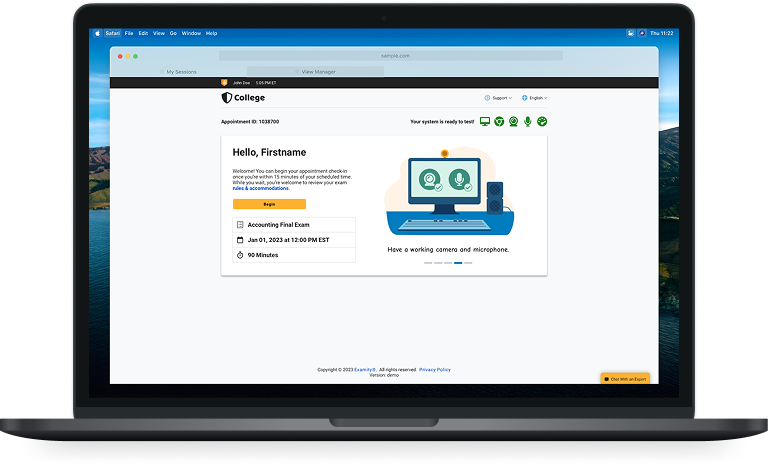 Safari File Edit View Go Window Help Thu 11:22
sample.com
My Sessions View Manager
John Doe 1:05 PM ET
College Support English
Appointment ID: 1038700 Your system is ready to test!
Hello, Firstname
Welcome! You can begin your appointment check-in
once you're within 15 minutes of your scheduled time.
While you wait, you're welcome to review your exam
rules & accommodations.
Begin
Accounting Final Exam
Jan 01, 2023 at 12:00 PM EST
90 Minutes
Have a working camera and microphone.
Copyright © 2023 Examity®. All rights reserved. Privacy Policy
Version: demo
Chat With an Expert